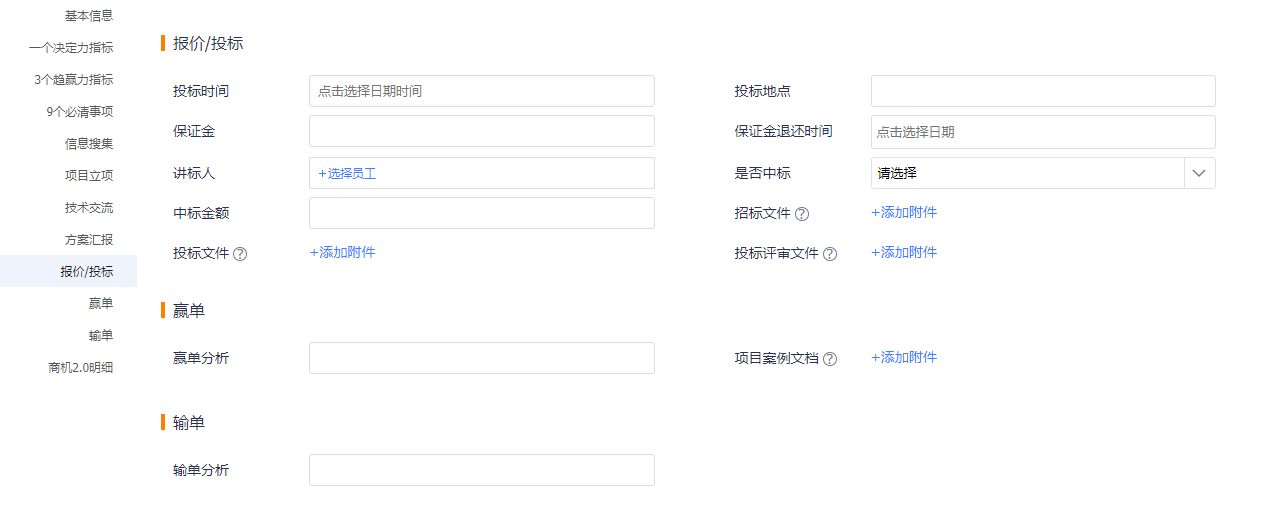 基本信息
一个决定力指标
3个趋赢力指标
9个必清事项
信息搜集
项目立项
技术交流
方案汇报
报价/投标
赢单
输单
商机2.0明细
报价/投标
投标时间 点击选择日期时间 投标地点
保证金 保证金退还时间 点击选择日期
讲标人 +选择员工 是否中标 请选择
中标金额 招标文件 ? +添加附件
投标文件 ? +添加附件 投标评审文件 ? +添加附件
赢单
赢单分析 项目案例文档 ? +添加附件
输单
输单分析